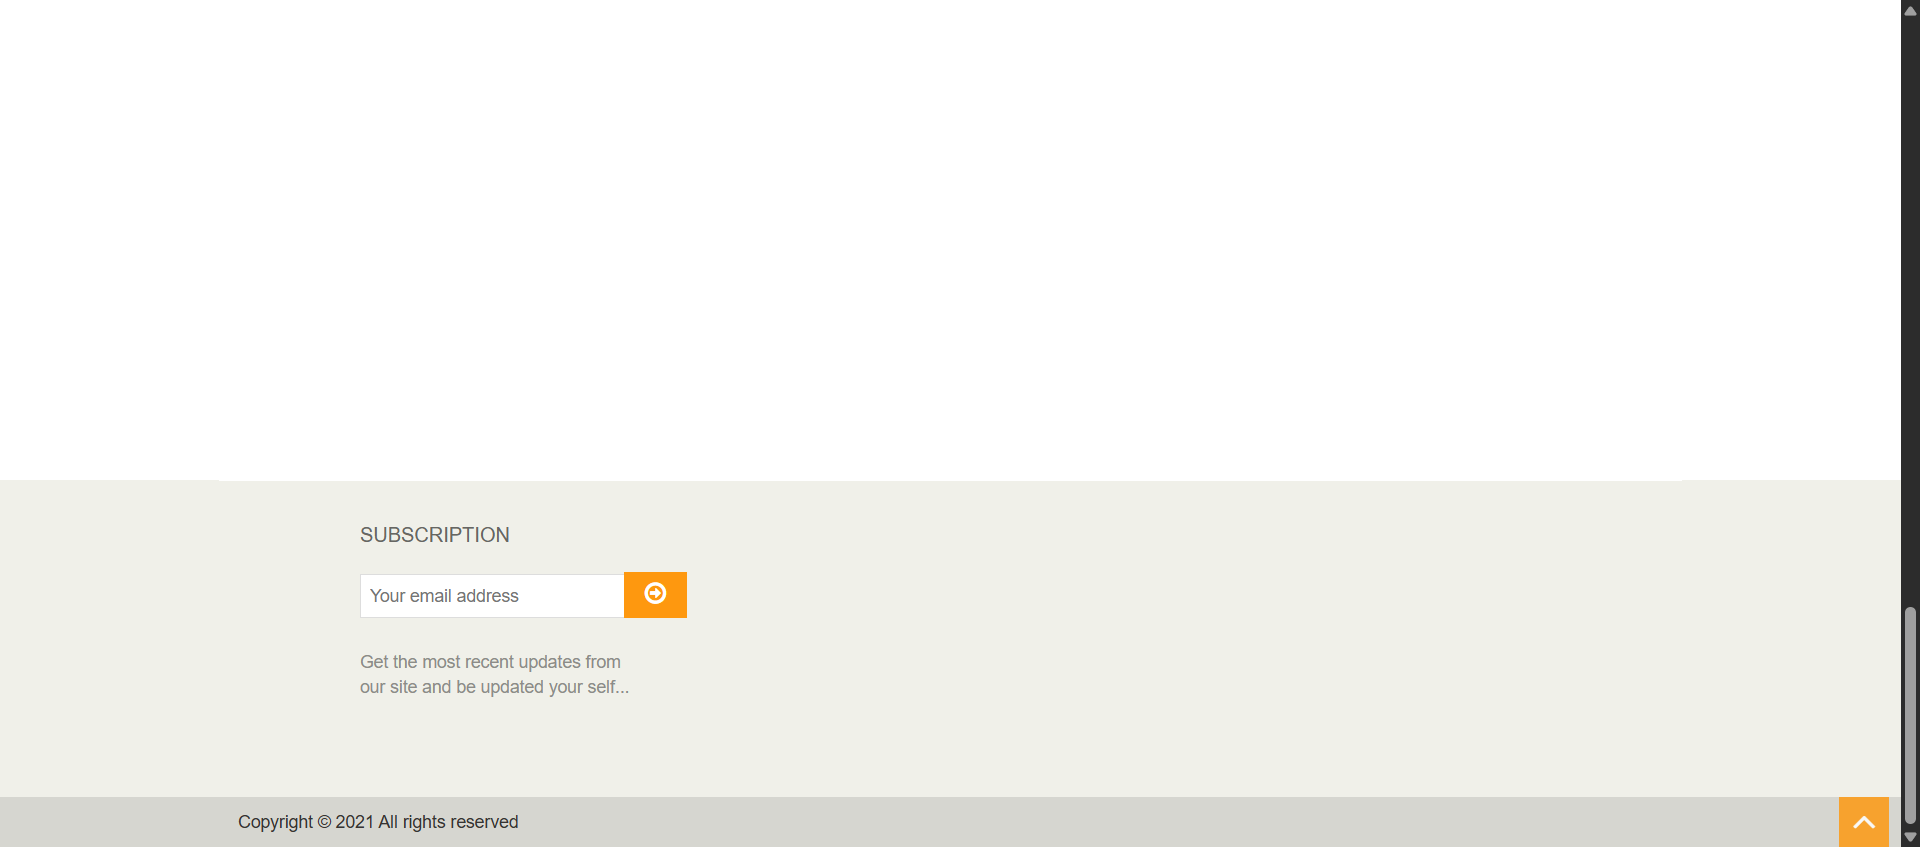 SUBSCRIPTION
Your email address
Get the most recent updates from
our site and be updated your self...
Copyright © 2021 All rights reserved